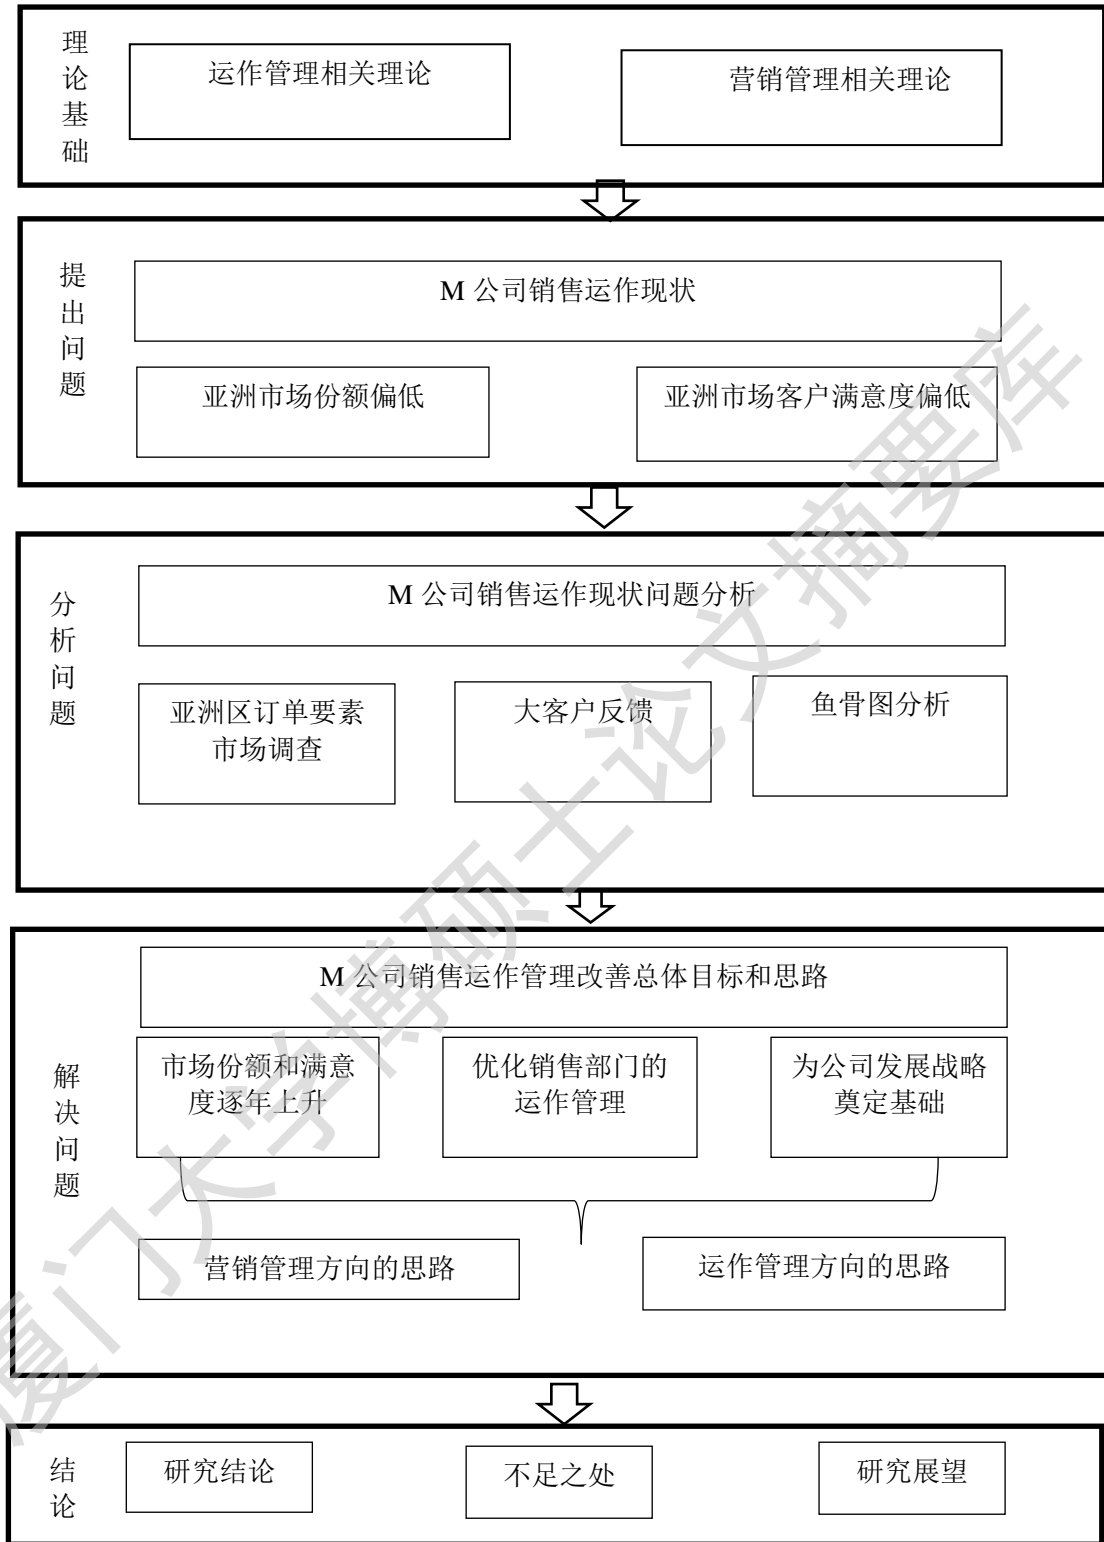 理论基础
运作管理相关理论
营销管理相关理论
提出问题
M 公司销售运作现状
亚洲市场份额偏低
亚洲市场客户满意度偏低
分析问题
M 公司销售运作现状问题分析
亚洲区订单要素
市场调查
大客户反馈
鱼骨图分析
解决问题
M 公司销售运作管理改善总体目标和思路
市场份额和满意
度逐年上升
优化销售部门的
运作管理
为公司发展战略
奠定基础
营销管理方向的思路
运作管理方向的思路
结论
研究结论
不足之处
研究展望
厦门大学博硕士论文摘要库